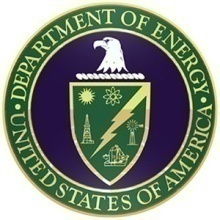 · DEPARTMENT OF ENERGY ·
UNITED STATES OF AMERICA